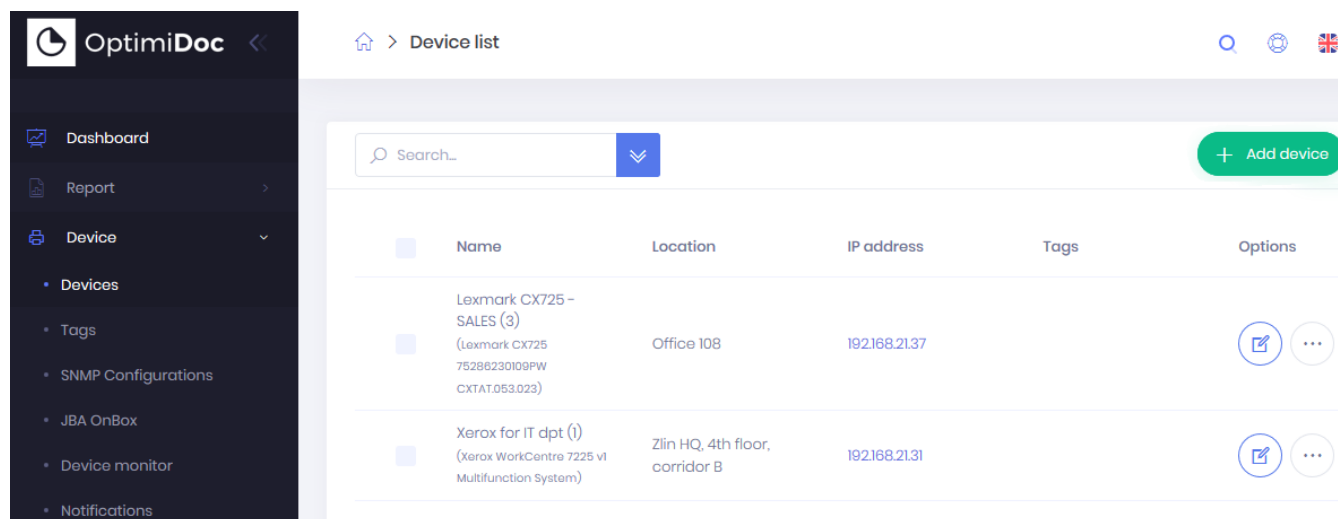 OptimiDoc
Device list
Dashboard
Report
Device
Devices
Tags
SNMP Configurations
JBA OnBox
Device monitor
Notifications
Search...
+ Add device
Name Location IP address Tags Options
Lexmark CX725 -
SALES (3)
(Lexmark CX725
75286230109PW
CXTAT.053.023)
Office 108
192.168.21.37
Xerox for IT dpt (1)
(Xerox WorkCentre 7225 v1
Multifunction System)
Zlin HQ, 4th floor,
corridor B
192.168.21.31